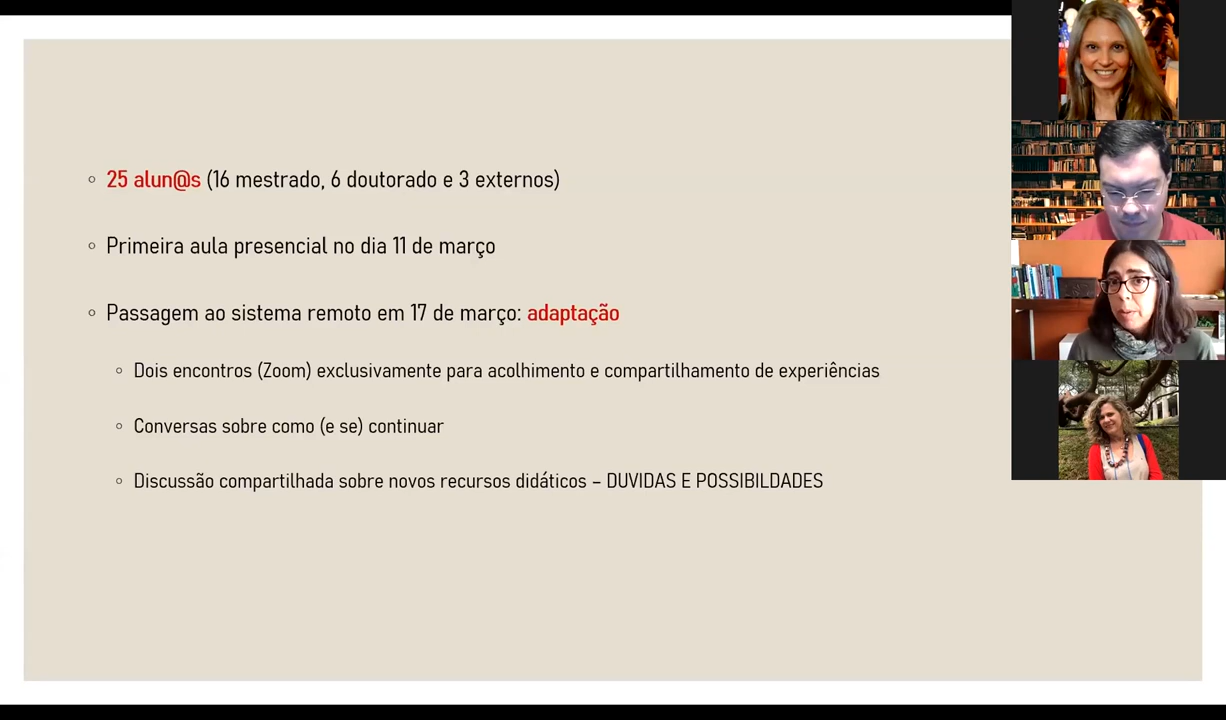 25 alun@s (16 mestrado, 6 doutorado e 3 externos)
Primeira aula presencial no dia 11 de março
Passagem ao sistema remoto em 17 de março: adaptação
Dois encontros (Zoom) exclusivamente para acolhimento e compartilhamento de experiências
Conversas sobre como (e se) continuar
Discussão compartilhada sobre novos recursos didáticos – DUVIDAS E POSSIBILDADES